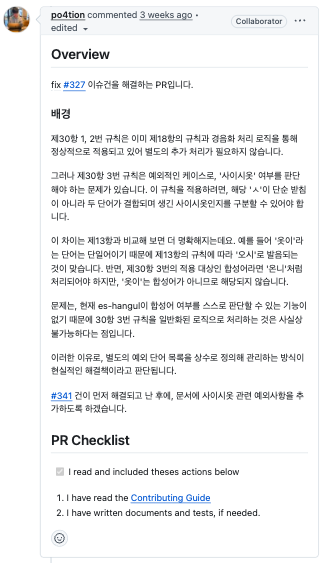 po4tion commented 3 weeks ago •
edited
Collaborator
Overview
fix #327 이슈건을 해결하는 PR입니다.
배경
제30항 1, 2번 규칙은 이미 제18항의 규칙과 경음화 처리 로직을 통해
정상적으로 적용되고 있어 별도의 추가 처리가 필요하지 않습니다.
그러나 제30항 3번 규칙은 예외적인 케이스로, '사이시옷' 여부를 판단
해야 하는 문제가 있습니다. 이 규칙을 적용하려면, 해당 'ㅅ'이 단순 받침
이 아니라 두 단어가 결합되며 생긴 사이시옷인지를 구분할 수 있어야 합
니다.
이 차이는 제13항과 비교해 보면 더 명확해지는데요. 예를 들어 '옷이'라
는 단어는 단일어이기 때문에 제13항의 규칙에 따라 '오시'로 발음되는
것이 맞습니다. 반면, 제30항 3번의 적용 대상인 합성어라면 '온니'처럼
처리되어야 하지만, '옷이'는 합성어가 아니므로 해당되지 않습니다.
문제는, 현재 es-hangul이 합성어 여부를 스스로 판단할 수 있는 기능이
없기 때문에 30항 3번 규칙을 일반화된 로직으로 처리하는 것은 사실상
불가능하다는 점입니다.
이러한 이유로, 별도의 예외 단어 목록을 상수로 정의해 관리하는 방식이
현실적인 해결책이라고 판단됩니다.
#341 건이 먼저 해결되고 난 후에, 문서에 사이시옷 관련 예외사항을 추
가하도록 하겠습니다.
PR Checklist
I read and included theses actions below
1. I have read the Contributing Guide
2. I have written documents and tests, if needed.